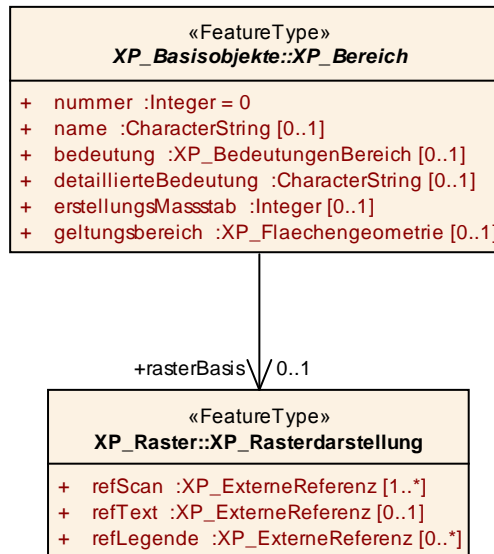 «FeatureType»
XP_Basisobjekte::XP_Bereich
+ nummer :Integer = 0
+ name :CharacterString [0..1]
+ bedeutung :XP_BedeutungenBereich [0..1]
+ detaillierteBedeutung :CharacterString [0..1]
+ erstellungsMassstab :Integer [0..1]
+ geltungsbereich :XP_Flaechengeometrie [0..1]
+rasterBasis 0..1
«FeatureType»
XP_Raster::XP_Rasterdarstellung
+ refScan :XP_ExterneReferenz [1..*]
+ refText :XP_ExterneReferenz [0..1]
+ refLegende :XP_ExterneReferenz [0..*]